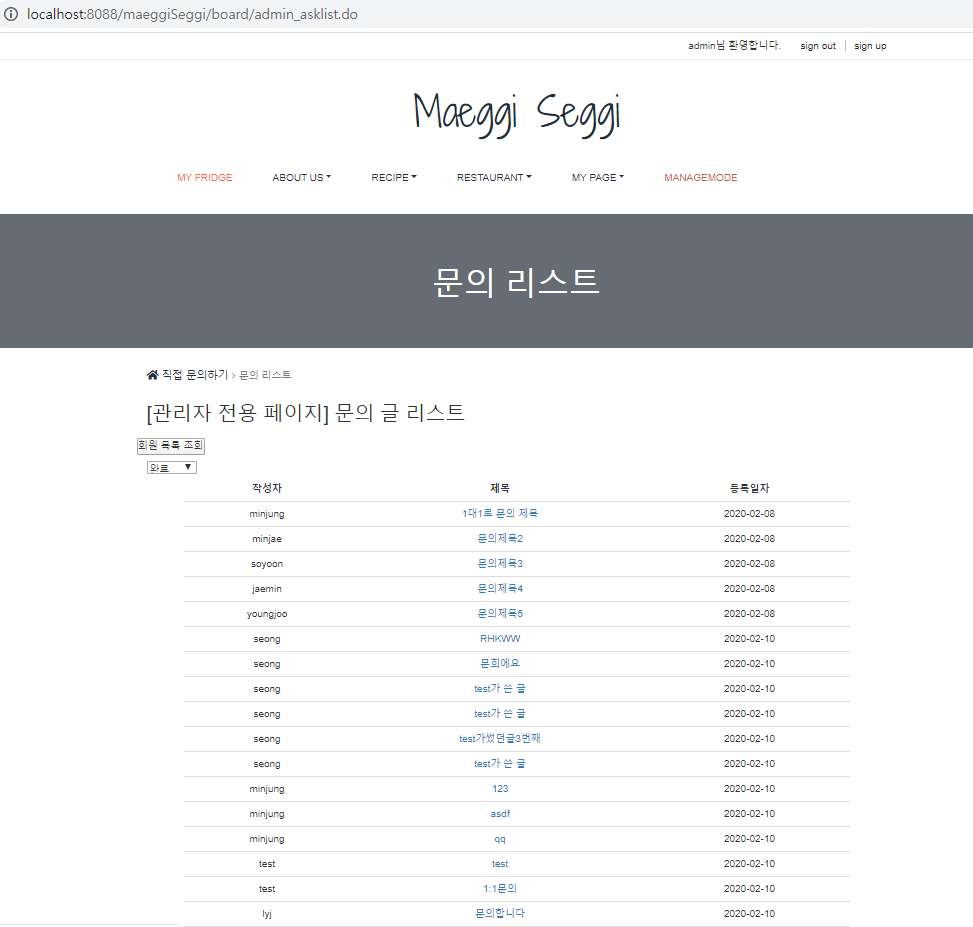 localhost:8088/maeggiSeggi/board/admin_asklist.do
admin님 환영합니다. sign out sign up
Maeggi Seggi
MY FRIDGE ABOUT US RECIPE RESTAURANT MY PAGE MANAGEMODE
문의 리스트
직접 문의하기 > 문의 리스트
[관리자 전용 페이지] 문의 글 리스트
회원 목록 조회
완료
작성자 제목 등록일자
minjung 1대1로 문의 제목 2020-02-08
minjae 문의제목2 2020-02-08
soyoon 문의제목3 2020-02-08
jaemin 문의제목4 2020-02-08
youngjoo 문의제목5 2020-02-08
seong RHKWW 2020-02-10
seong 문희에요 2020-02-10
seong test가 쓴 글 2020-02-10
seong test가 쓴 글 2020-02-10
seong test가썼던글3번째 2020-02-10
seong test가 쓴 글 2020-02-10
minjung 123 2020-02-10
minjung asdf 2020-02-10
minjung qq 2020-02-10
test test 2020-02-10
test 1:1문의 2020-02-10
lyj 문의합니다 2020-02-10